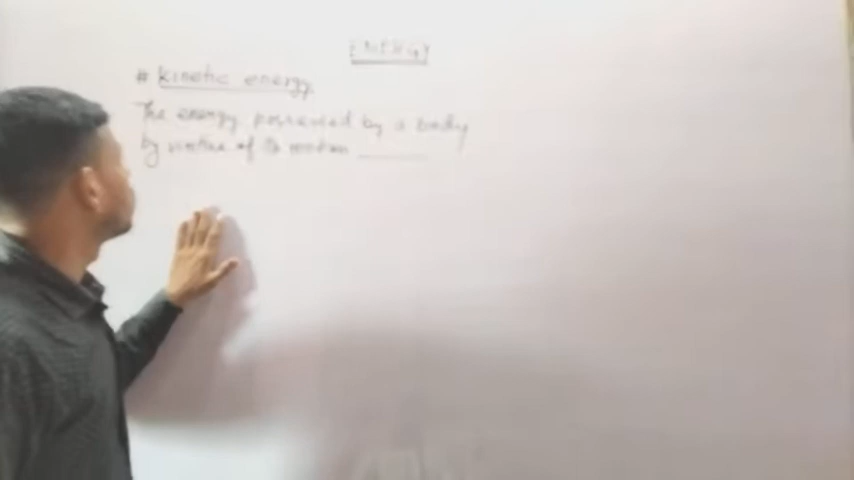 # kinetic energy
The energy possessed by a body
by virtue of its motion